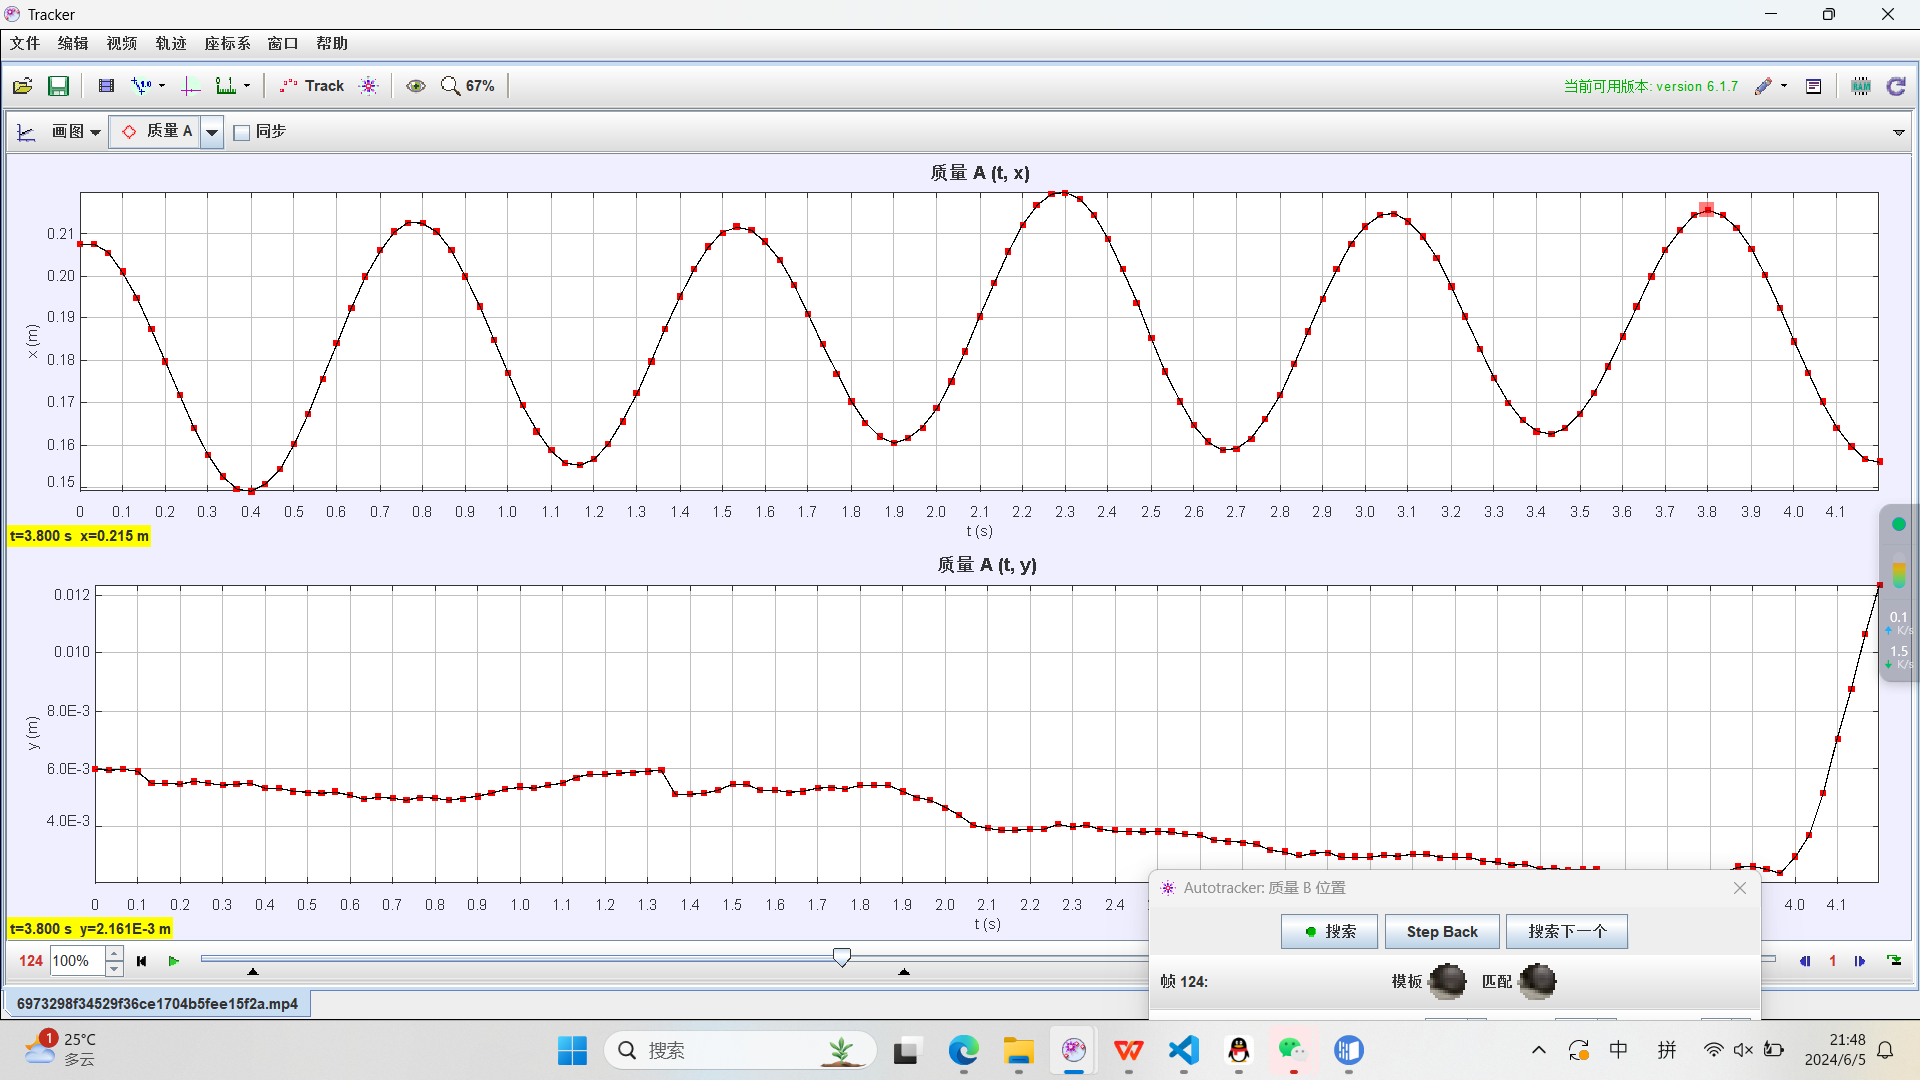 Tracker
文件 编辑 视频 轨迹 座标系 窗口 帮助
Track 67% 当前可用版本: version 6.1.7
画图 质量 A 同步
质量 A (t, x)
0.21
0.20
0.19
0.18
0.17
0.16
0.15
x (m)
0 0.1 0.2 0.3 0.4 0.5 0.6 0.7 0.8 0.9 1.0 1.1 1.2 1.3 1.4 1.5 1.6 1.7 1.8 1.9 2.0 2.1 2.2 2.3 2.4 2.5 2.6 2.7 2.8 2.9 3.0 3.1 3.2 3.3 3.4 3.5 3.6 3.7 3.8 3.9 4.0 4.1
t (s)
t=3.800 s x=0.215 m
质量 A (t, y)
0.012
0.010
8.0E-3
6.0E-3
4.0E-3
y (m)
0 0.1 0.2 0.3 0.4 0.5 0.6 0.7 0.8 0.9 1.0 1.1 1.2 1.3 1.4 1.5 1.6 1.7 1.8 1.9 2.0 2.1 2.2 2.3 2.4 4.0 4.1
t (s)
t=3.800 s y=2.161E-3 m
0.1
K/s
1.5
K/s
Autotracker: 质量 B 位置
搜索 Step Back 搜索下一个
帧 124: 模板 匹配
124 100% 1
6973298f34529f36ce1704b5fee15f2a.mp4
1
25°C
多云
搜索
中 拼
21:48
2024/6/5